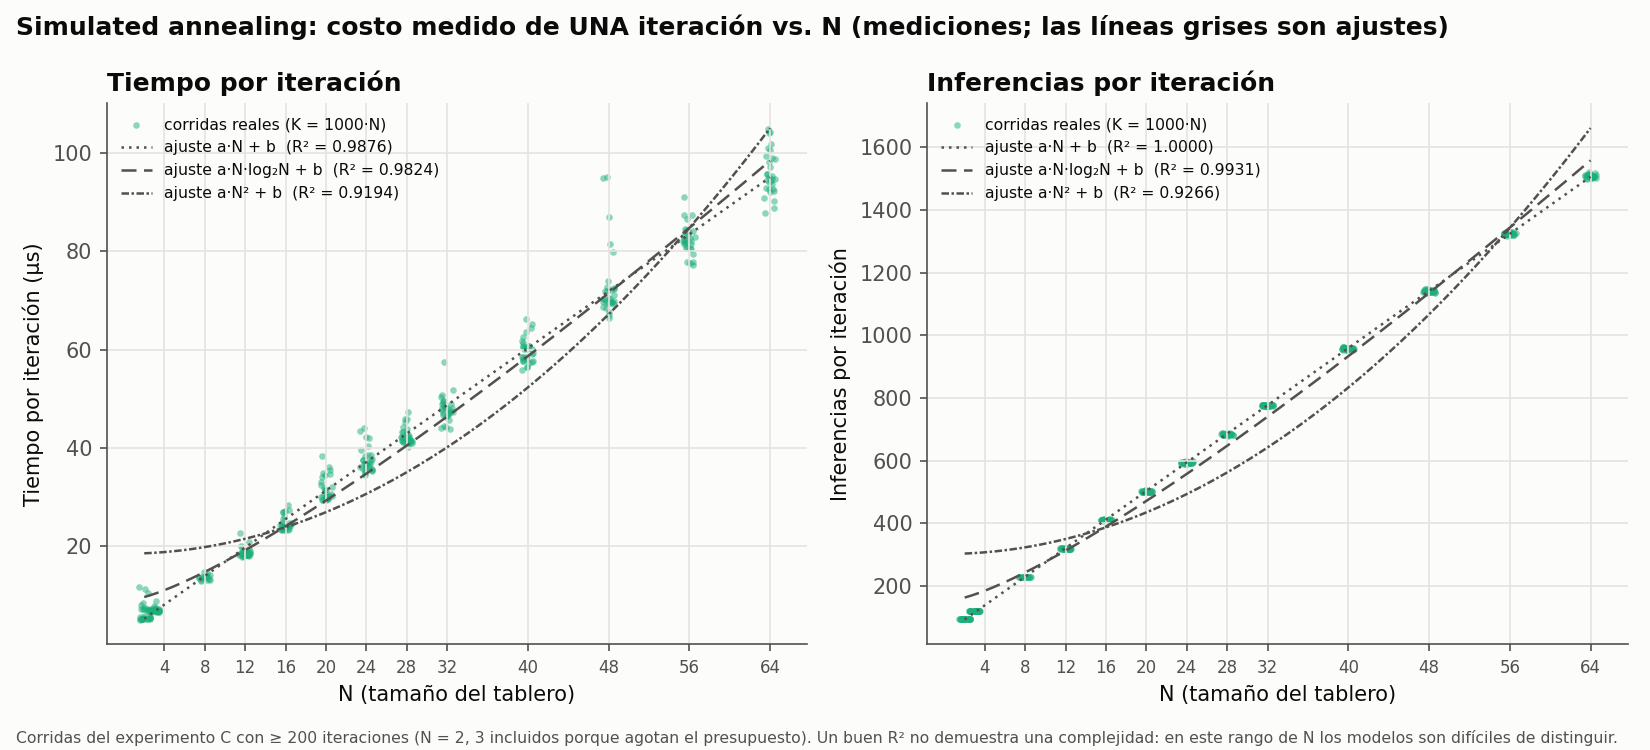 Simulated annealing: costo medido de UNA iteración vs. N (mediciones; las líneas grises son ajustes)
Tiempo por iteración
corridas reales (K = 1000·N)
ajuste a·N + b (R² = 0.9876)
ajuste a·N·log₂N + b (R² = 0.9824)
ajuste a·N² + b (R² = 0.9194)
Tiempo por iteración (µs)
100
80
60
40
20
4 8 12 16 20 24 28 32 40 48 56 64
N (tamaño del tablero)
Inferencias por iteración
corridas reales (K = 1000·N)
ajuste a·N + b (R² = 1.0000)
ajuste a·N·log₂N + b (R² = 0.9931)
ajuste a·N² + b (R² = 0.9266)
Inferencias por iteración
1600
1400
1200
1000
800
600
400
200
4 8 12 16 20 24 28 32 40 48 56 64
N (tamaño del tablero)
Corridas del experimento C con ≥ 200 iteraciones (N = 2, 3 incluidos porque agotan el presupuesto). Un buen R² no demuestra una complejidad: en este rango de N los modelos son difíciles de distinguir.